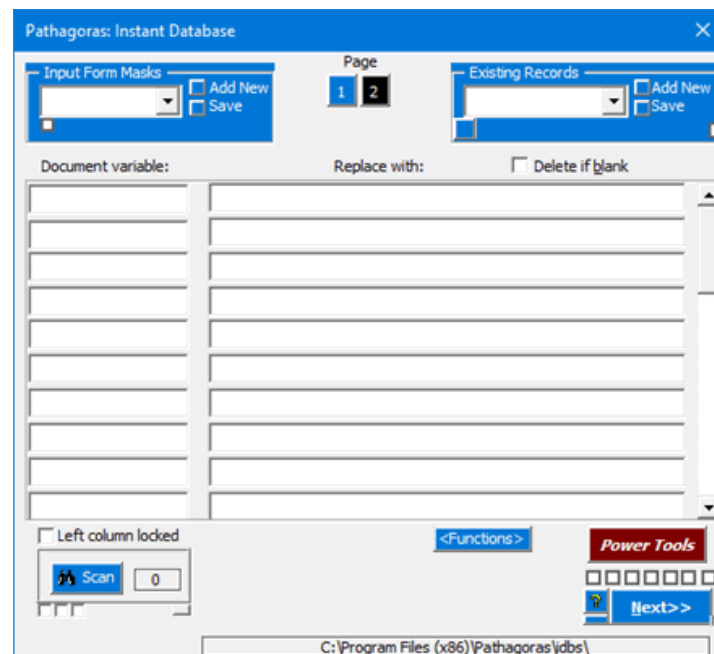 Pathagoras: Instant Database
Input Form Masks
Add New
Save
Page
1 2
Existing Records
Add New
Save
Document variable: Replace with: Delete if blank
Left column locked
Scan 0
<Functions>
Power Tools
?
Next>>
C:\Program Files (x86)\Pathagoras\idbs\